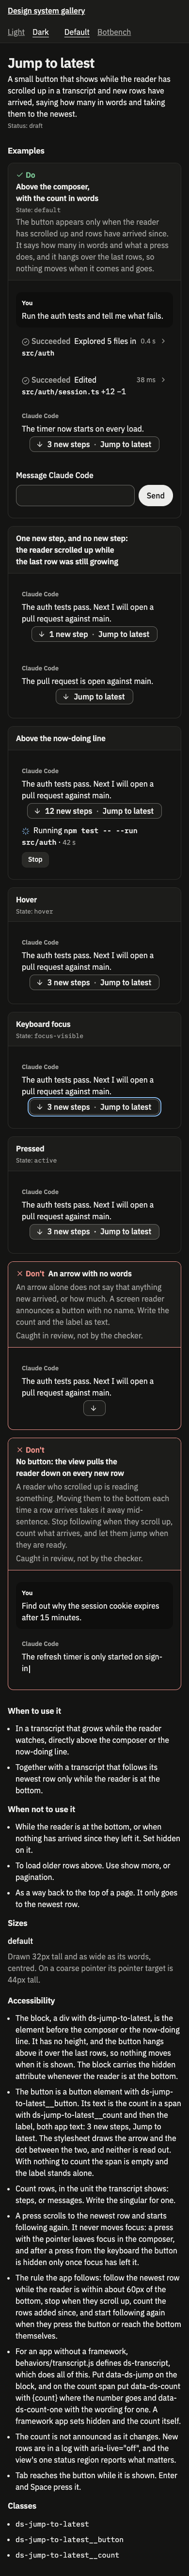 Design system gallery
Light Dark Default Botbench
Jump to latest
A small button that shows while the reader has
scrolled up in a transcript and new rows have
arrived, saying how many in words and taking
them to the newest.
Status: draft
Examples
Do
Above the composer,
with the count in words
State: default
The button appears only when the reader
has scrolled up and rows have arrived since.
It says how many in words and what a press
does, and it hangs over the last rows, so
nothing moves when it comes and goes.
You
Run the auth tests and tell me what fails.
Succeeded Explored 5 files in 0.4 s
src/auth
Succeeded Edited 38 ms
src/auth/session.ts +12 −1
Claude Code
The timer now starts on every load.
3 new steps · Jump to latest
Message Claude Code
Send
One new step, and no new step:
the reader scrolled up while
the last row was still growing
Claude Code
The auth tests pass. Next I will open a
pull request against main.
1 new step · Jump to latest
Claude Code
The pull request is open against main.
Jump to latest
Above the now-doing line
Claude Code
The auth tests pass. Next I will open a
pull request against main.
12 new steps · Jump to latest
Running npm test -- --run
src/auth · 42 s
Stop
Hover
State: hover
Claude Code
The auth tests pass. Next I will open a
pull request against main.
3 new steps · Jump to latest
Keyboard focus
State: focus-visible
Claude Code
The auth tests pass. Next I will open a
pull request against main.
3 new steps · Jump to latest
Pressed
State: active
Claude Code
The auth tests pass. Next I will open a
pull request against main.
3 new steps · Jump to latest
Don't An arrow with no words
An arrow alone does not say that anything
new arrived, or how much. A screen reader
announces a button with no name. Write the
count and the label as text.
Caught in review, not by the checker.
Claude Code
The auth tests pass. Next I will open a
pull request against main.
Don't
No button: the view pulls the
reader down on every new row
A reader who scrolled up is reading
something. Moving them to the bottom each
time a row arrives takes it away mid-
sentence. Stop following when they scroll up,
count what arrives, and let them jump when
they are ready.
Caught in review, not by the checker.
You
Find out why the session cookie expires
after 15 minutes.
Claude Code
The refresh timer is only started on sign-
in
When to use it
In a transcript that grows while the reader
watches, directly above the composer or the
now-doing line.
Together with a transcript that follows its
newest row only while the reader is at the
bottom.
When not to use it
While the reader is at the bottom, or when
nothing has arrived since they left it. Set hidden
on it.
To load older rows above. Use show more, or
pagination.
As a way back to the top of a page. It only goes
to the newest row.
Sizes
default
Drawn 32px tall and as wide as its words,
centred. On a coarse pointer its pointer target is
44px tall.
Accessibility
The block, a div with ds-jump-to-latest, is the
element before the composer or the now-doing
line. It has no height, and the button hangs
above it over the last rows, so nothing moves
when it is shown. The block carries the hidden
attribute whenever the reader is at the bottom.
The button is a button element with ds-jump-
to-latest__button. Its text is the count in a span
with ds-jump-to-latest__count and then the
label, both app text: 3 new steps, Jump to
latest. The stylesheet draws the arrow and the
dot between the two, and neither is read out.
With nothing to count the span is empty and
the label stands alone.
Count rows, in the unit the transcript shows:
steps, or messages. Write the singular for one.
A press scrolls to the newest row and starts
following again. It never moves focus: a press
with the pointer leaves focus in the composer,
and after a press from the keyboard the button
is hidden only once focus has left it.
The rule the app follows: follow the newest row
while the reader is within about 60px of the
bottom, stop when they scroll up, count the
rows added since, and start following again
when they press the button or reach the bottom
themselves.
For an app without a framework,
behaviors/transcript.js defines ds-transcript,
which does all of this. Put data-ds-jump on the
block, and on the count span put data-ds-count
with {count} where the number goes and data-
ds-count-one with the wording for one. A
framework app sets hidden and the count itself.
The count is not announced as it changes. New
rows are in a log with aria-live="off", and the
view's one status region reports what matters.
Tab reaches the button while it is shown. Enter
and Space press it.
Classes
ds-jump-to-latest
ds-jump-to-latest__button
ds-jump-to-latest__count